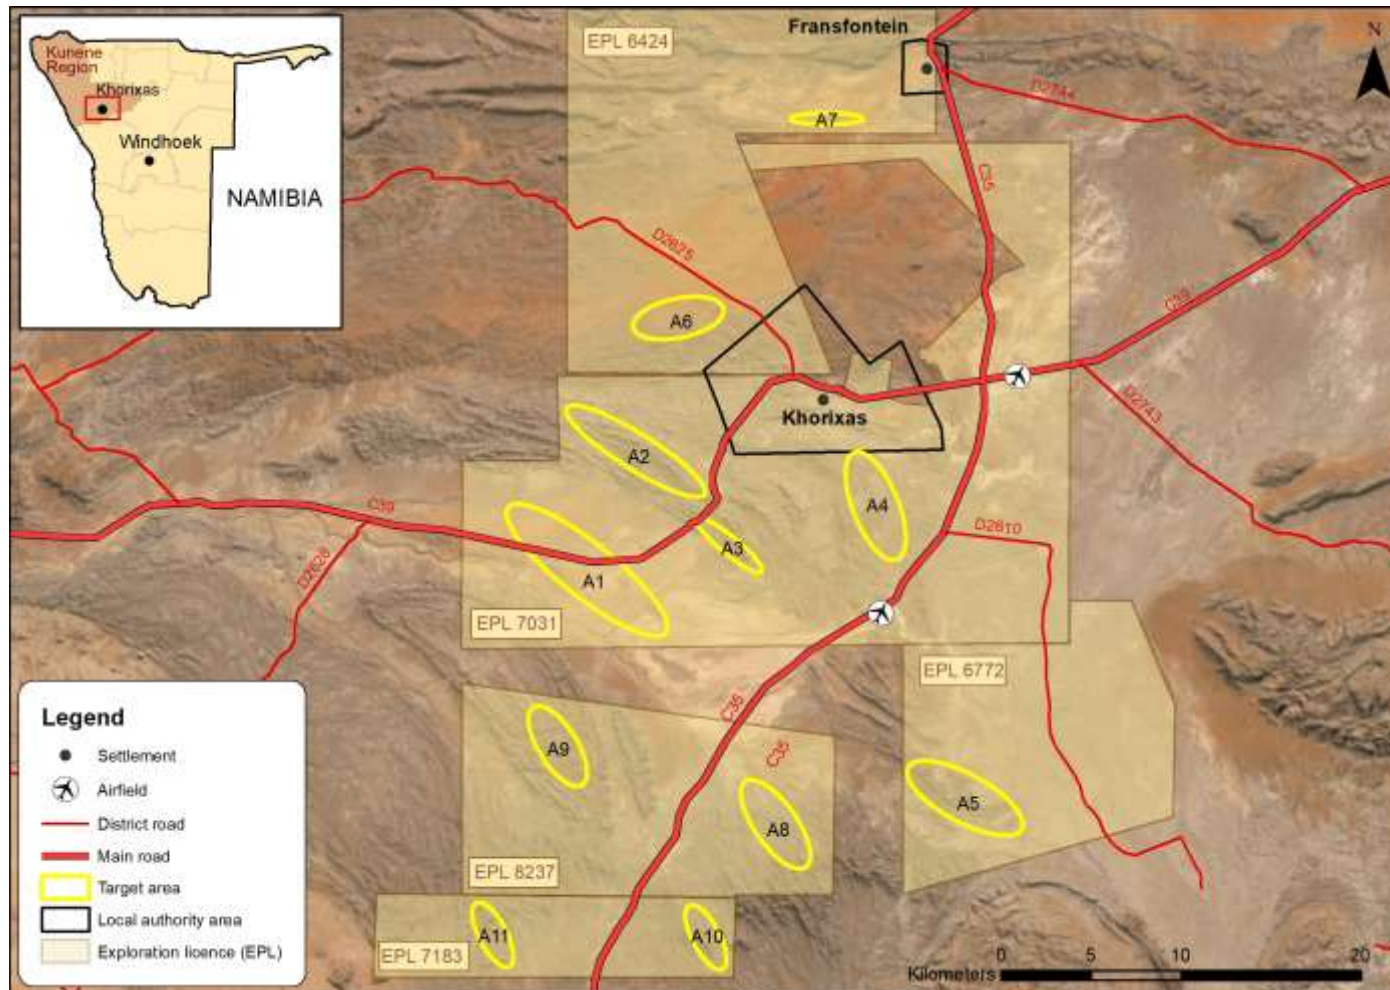 Kunene
Region
Khorixas
Windhoek
NAMIBIA
EPL 6424
Fransfontein
N
A7
D2744
C35
D2625
A6
C39
Khorixas
D2743
A2
A4
C39
A3
D2810
D2628
A1
EPL 7031
EPL 6772
C35
C35
A9
A5
A8
EPL 8237
A11
A10
EPL 7183
Legend
Settlement
Airfield
District road
Main road
Target area
Local authority area
Exploration licence (EPL)
0 5 10 20
Kilometers